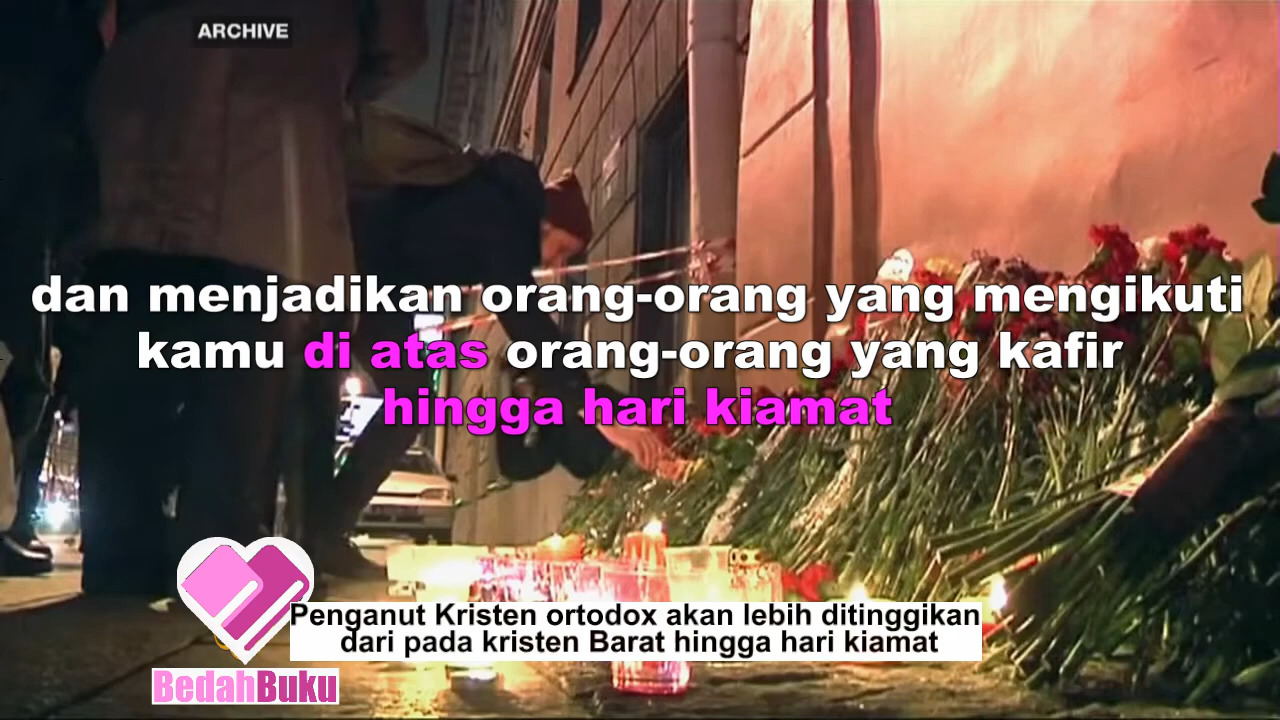 ARCHIVE
dan menjadikan orang-orang yang mengikuti
kamu di atas orang-orang yang kafir
hingga hari kiamat
Penganut Kristen ortodox akan lebih ditinggikan
dari pada kristen Barat hingga hari kiamat
BedahBuku